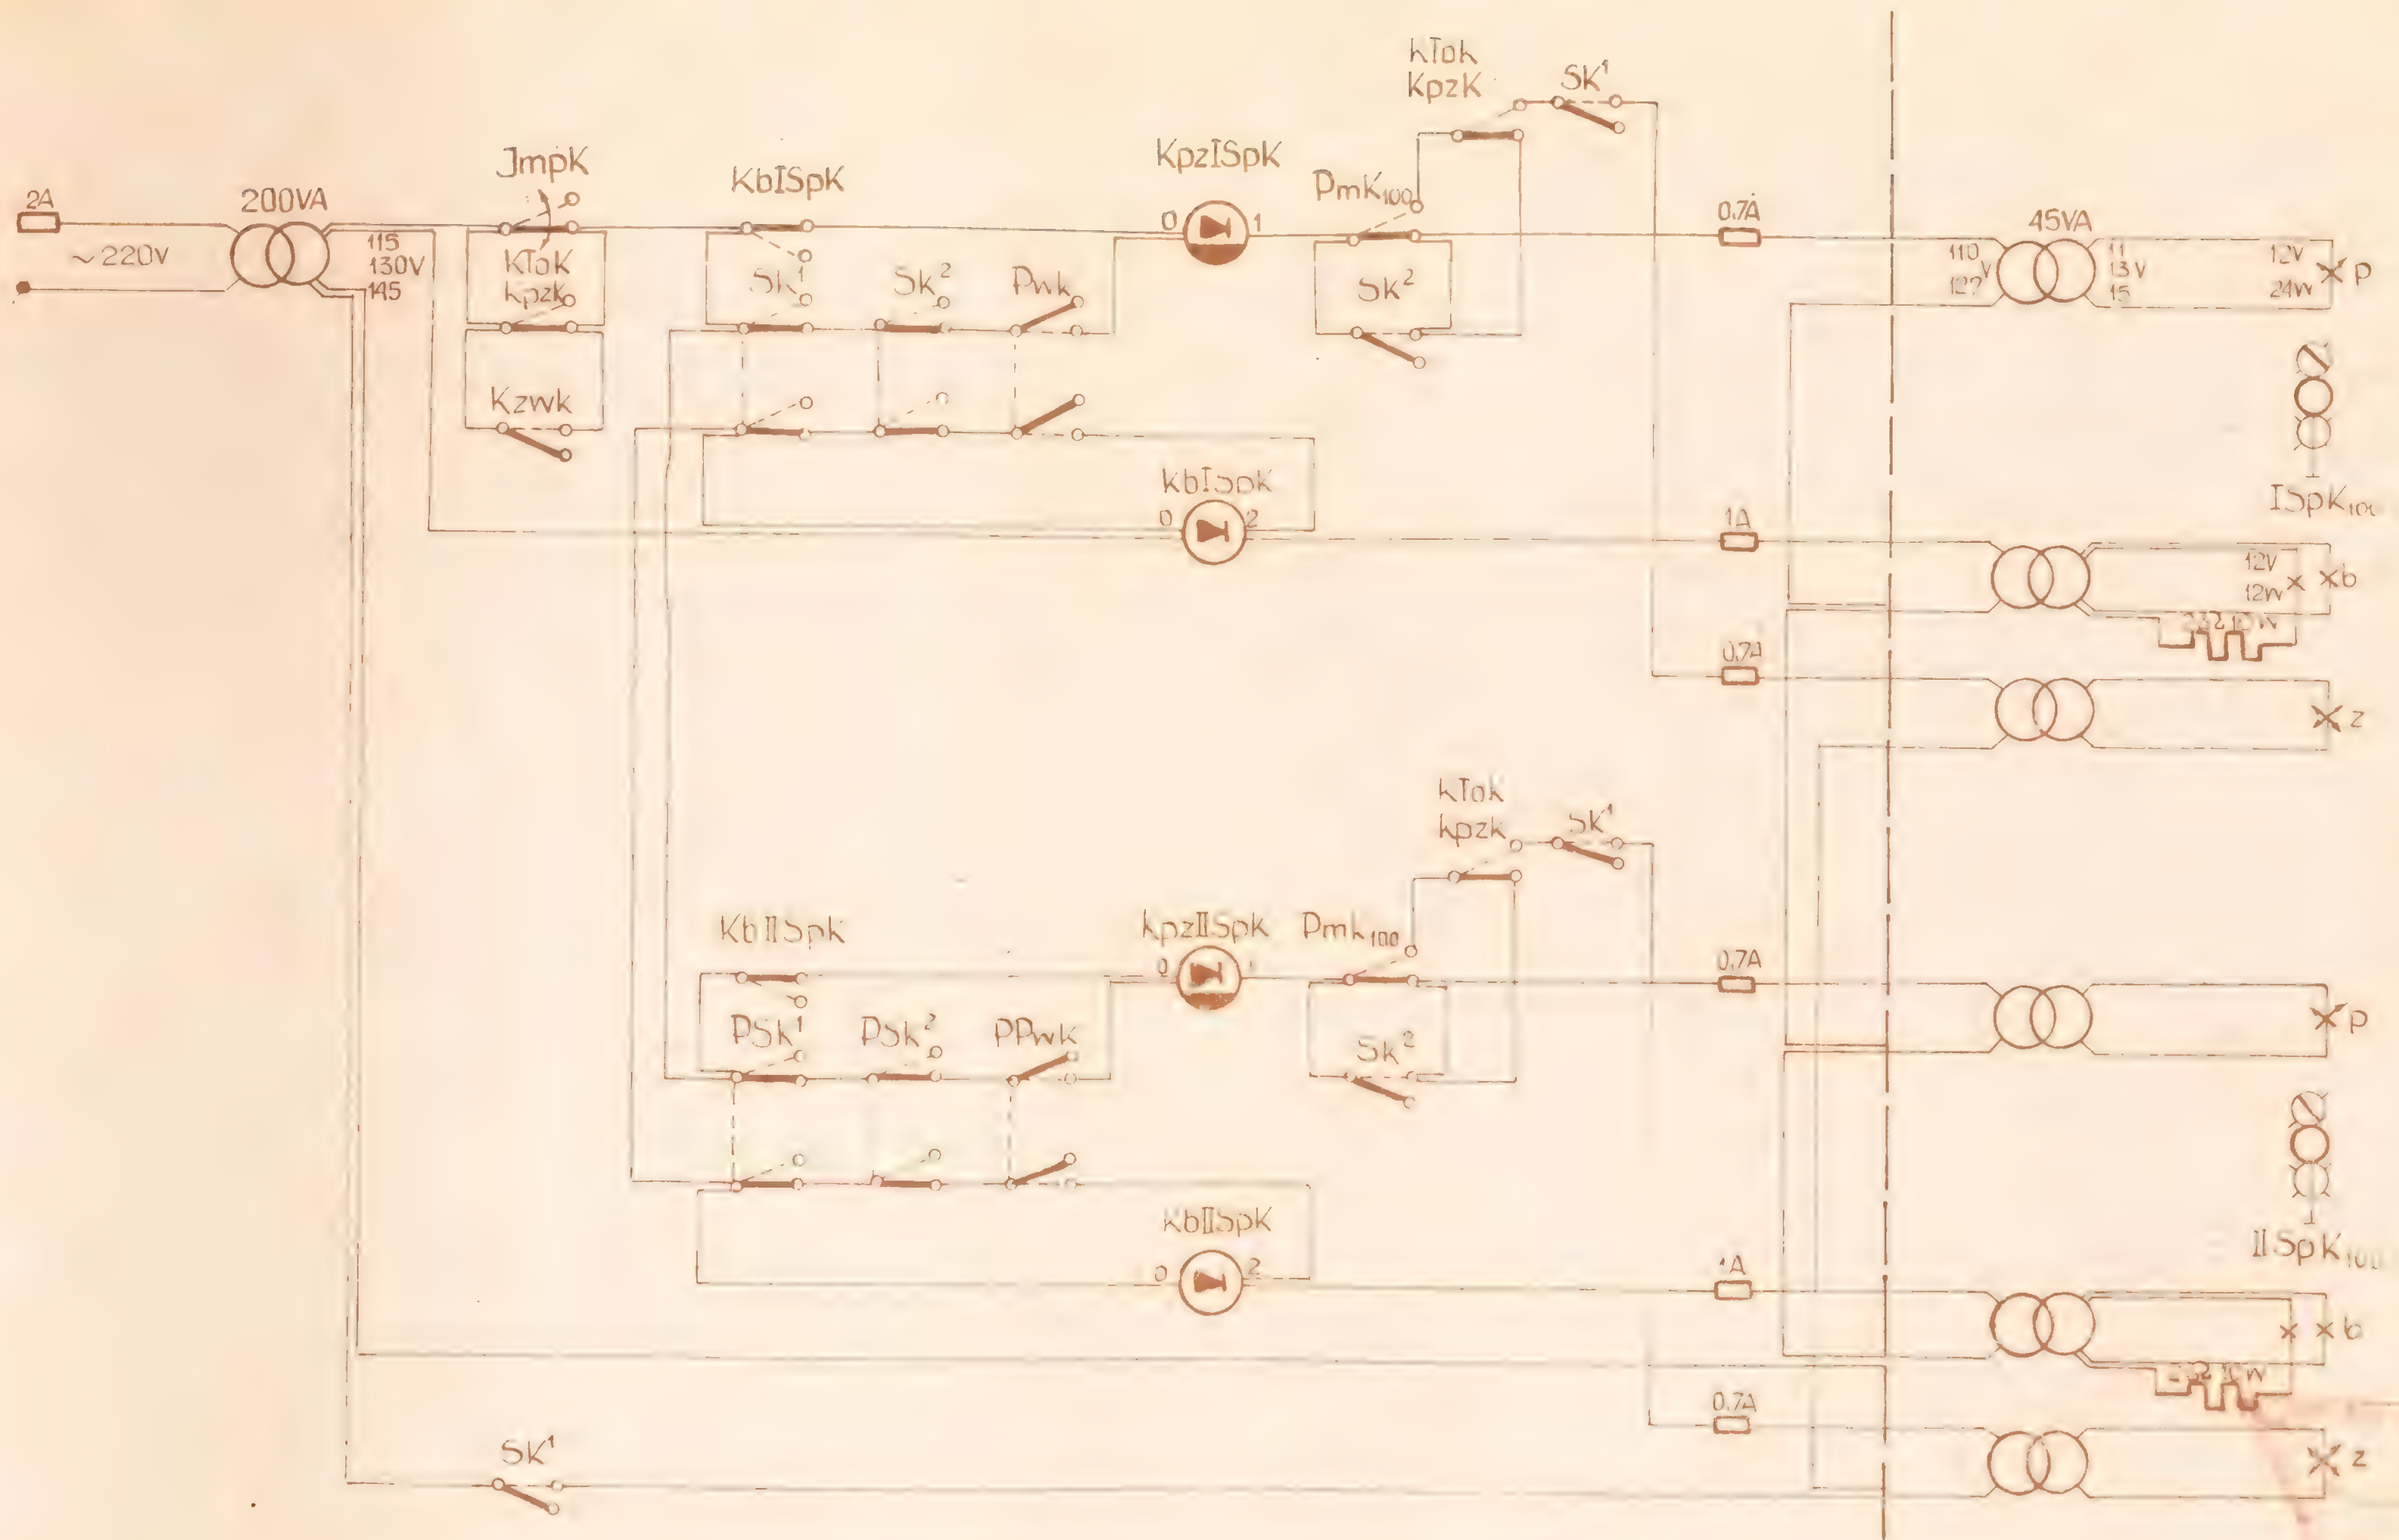 KTok
KpzK
SK¹
JmpK
KbISpK
KpzISpK
PmK₁₀₀
2A
200VA
0.7A
45VA
~220V
115
130V
145
KTok
Kpzk
Sk¹
Sk²
Pwk
0
1
Sk²
110
V
127
11
13V
15
12V
24W
p
Kzwk
KbISpK
0
2
1A
ISpK
12V
12W
b
0.7A
z
kTok
kpzk
Sk¹
KbIISpk
kpzIISpK
Pmk₁₀₀
0
0.7A
PSk¹
PSk²
PPwk
Sk²
p
KbIISpK
0
2
1A
IISpK₁₀₀
b
0.7A
SK¹
z